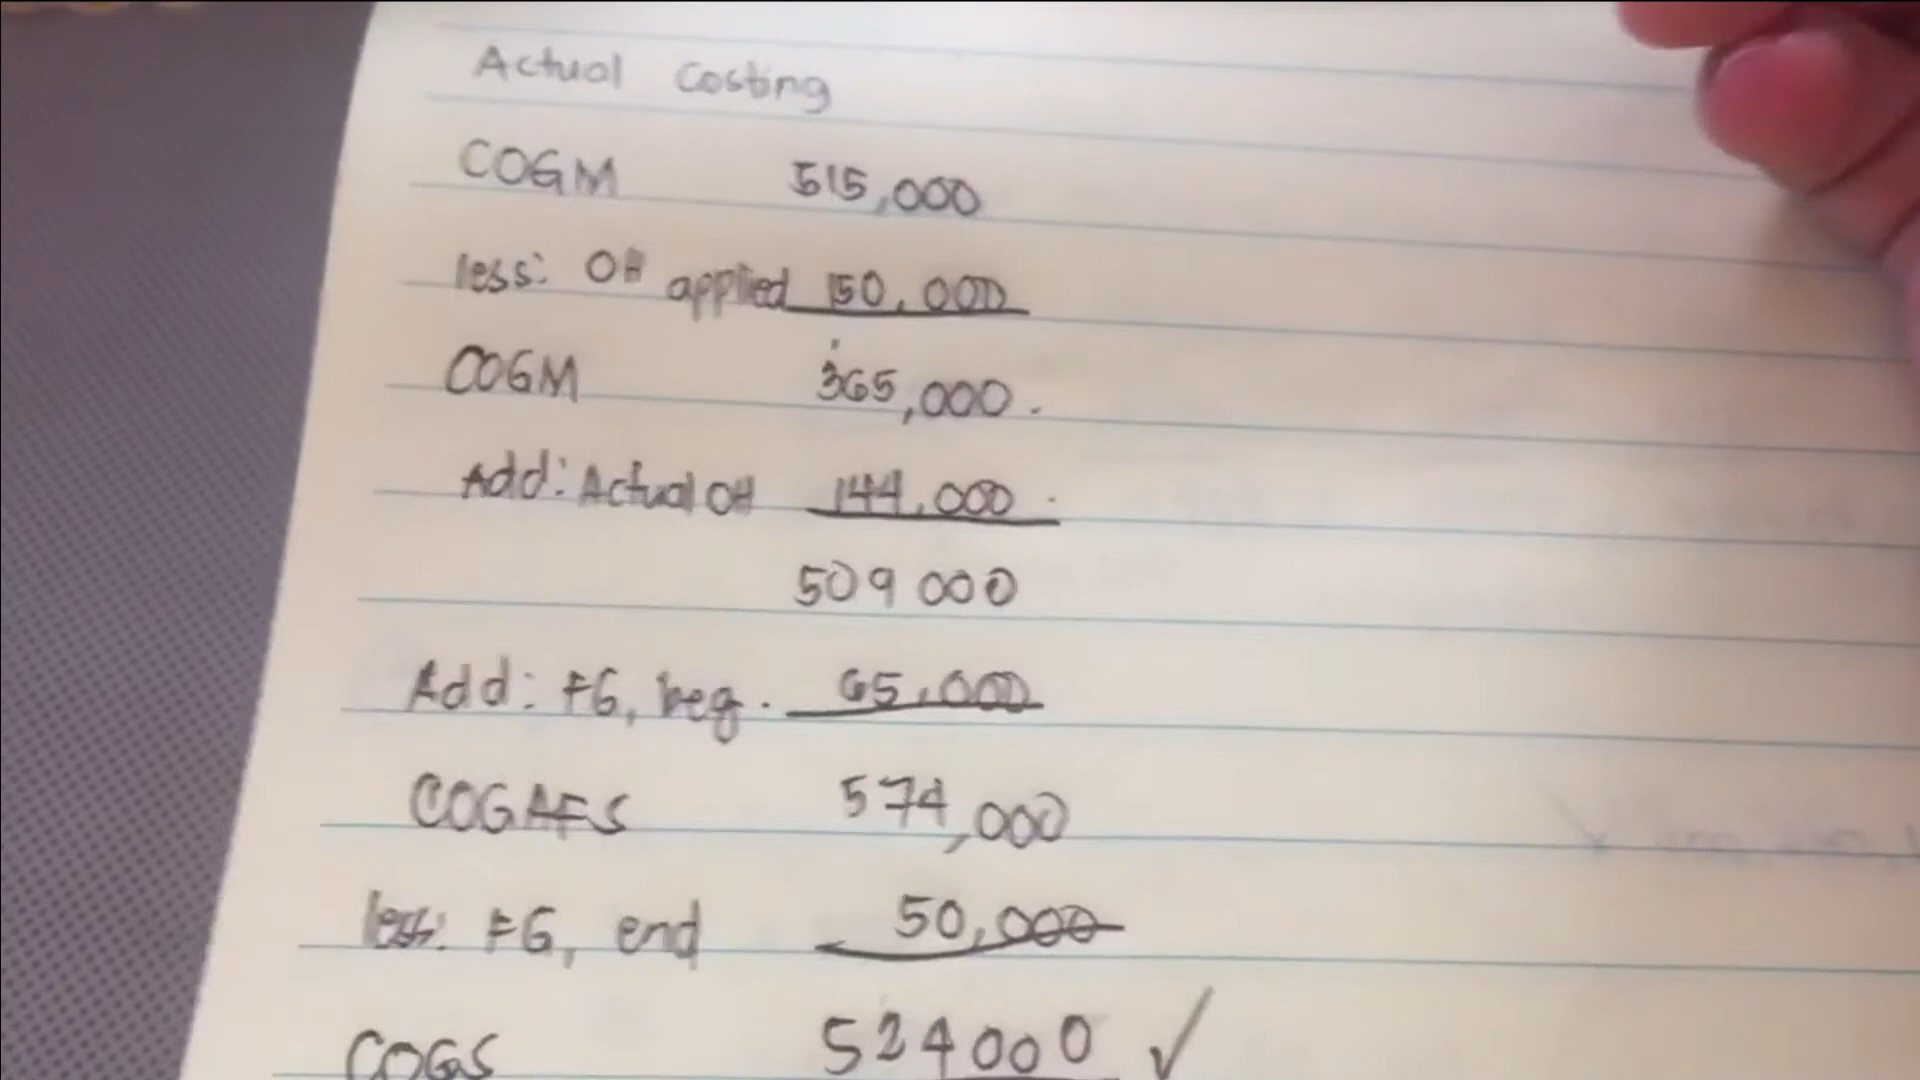 Actual Costing
COGM 515,000
less: OH applied 150,000
COGM 365,000.
Add: Actual OH 144,000.
509 000
Add: FG, beg. 65,000
COGAFS 574,000
less: FG, end 50,000
COGS 524000 ✓